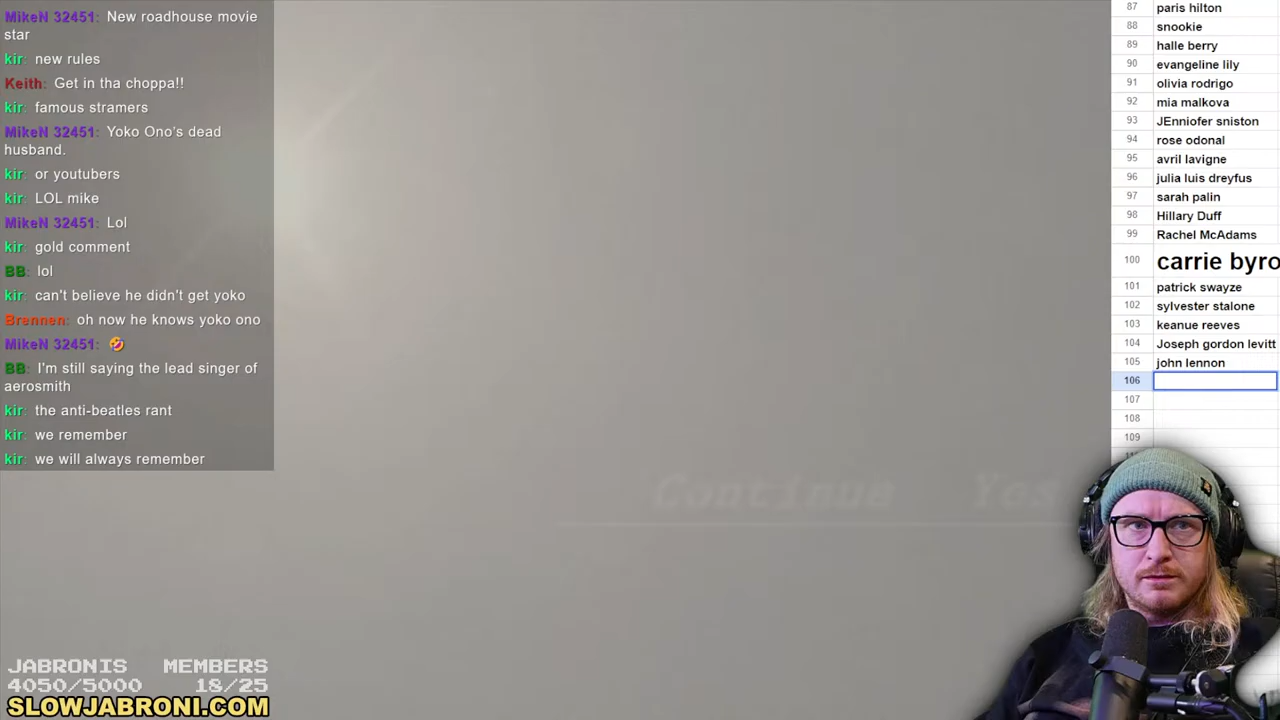 MikeN 32451: New roadhouse movie
star
kir: new rules
Keith: Get in tha choppa!!
kir: famous stramers
MikeN 32451: Yoko Ono's dead
husband.
kir: or youtubers
kir: LOL mike
MikeN 32451: Lol
kir: gold comment
BB: lol
kir: can't believe he didn't get yoko
Brennen: oh now he knows yoko ono
MikeN 32451: 🤣
BB: I'm still saying the lead singer of
aerosmith
kir: the anti-beatles rant
kir: we remember
kir: we will always remember
87 paris hilton
88 snookie
89 halle berry
90 evangeline lily
91 olivia rodrigo
92 mia malkova
93 JEnniofer sniston
94 rose odonal
95 avril lavigne
96 julia luis dreyfus
97 sarah palin
98 Hillary Duff
99 Rachel McAdams
100 carrie byro
101 patrick swayze
102 sylvester stalone
103 keanue reeves
104 Joseph gordon levitt
105 john lennon
106
107
108
109
Continue Yos
JABRONIS MEMBERS
4050/5000 18/25
SLOWJABRONI.COM